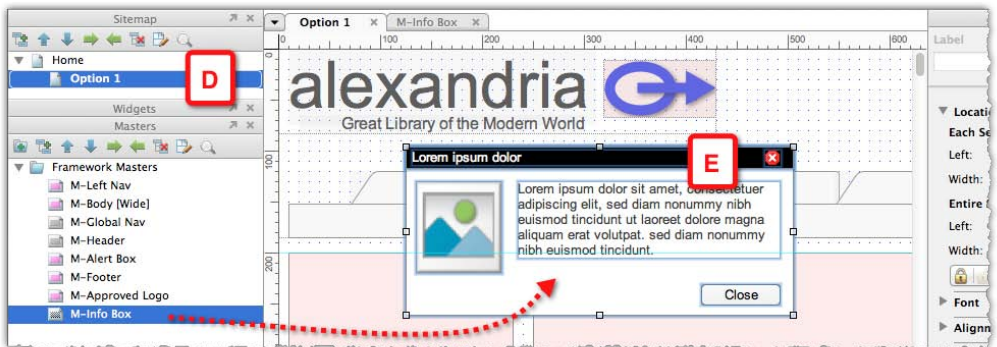 Sitemap
Home
Option 1
D
Widgets
Masters
Framework Masters
M-Left Nav
M-Body [Wide]
M-Global Nav
M-Header
M-Alert Box
M-Footer
M-Approved Logo
M-Info Box
Option 1 M-Info Box
0 100 200 300 400 500 600
0
100
200
alexandria
Great Library of the Modern World
E
Lorem ipsum dolor
Lorem ipsum dolor sit amet, consectetuer
adipiscing elit, sed diam nonummy nibh
euismod tincidunt ut laoreet dolore magna
aliquam erat volutpat. sed diam nonummy
nibh euismod tincidunt.
Close
Label
Locati
Each Se
Left:
Width:
Entire
Left:
Width:
Font
Alignn